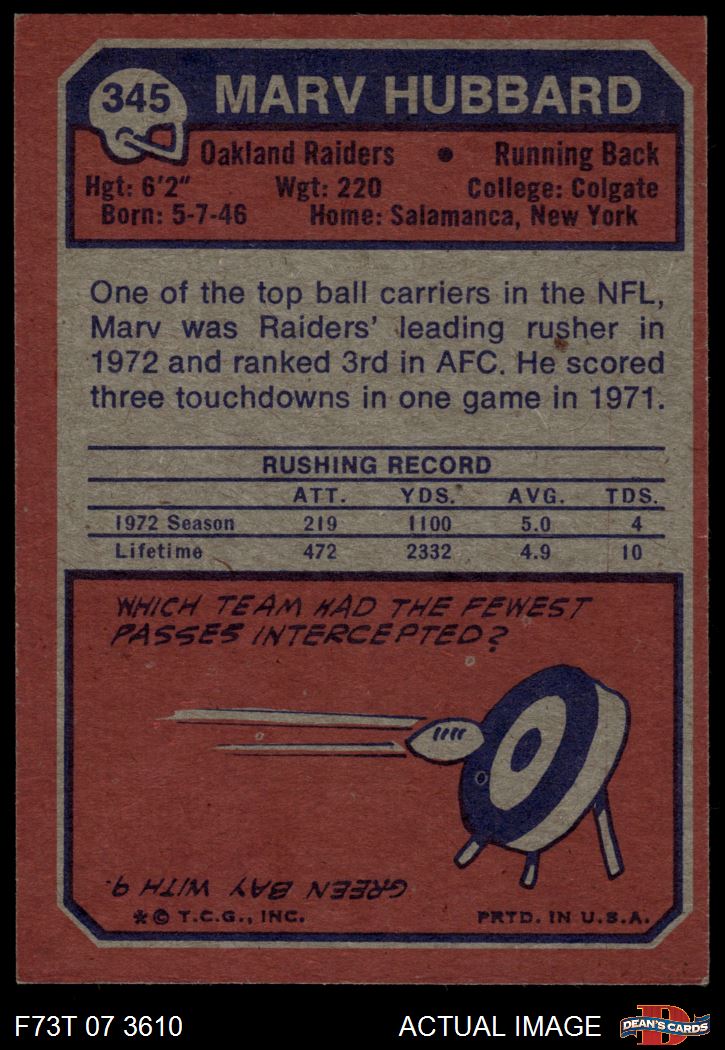 345 MARV HUBBARD
Oakland Raiders • Running Back
Hgt: 6'2" Wgt: 220 College: Colgate
Born: 5-7-46 Home: Salamanca, New York
One of the top ball carriers in the NFL,
Marv was Raiders' leading rusher in
1972 and ranked 3rd in AFC. He scored
three touchdowns in one game in 1971.
RUSHING RECORD
ATT. YDS. AVG. TDS.
1972 Season 219 1100 5.0 4
Lifetime 472 2332 4.9 10
WHICH TEAM HAD THE FEWEST
PASSES INTERCEPTED?
GREEN BAY WITH 9.
*© T.C.G., INC. PRTD. IN U.S.A.
F73T 07 3610 ACTUAL IMAGE
D
DEAN'S CARDS